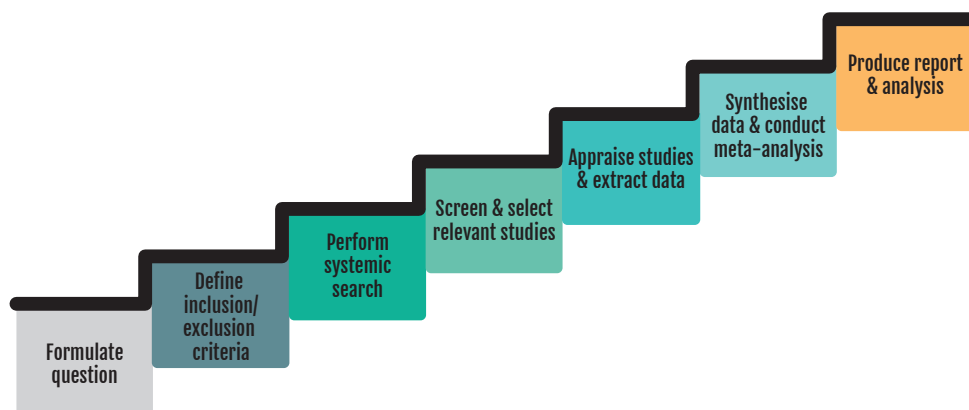 Formulate
question
Define
inclusion/
exclusion
criteria
Perform
systemic
search
Screen & select
relevant studies
Appraise studies
& extract data
Synthesise
data & conduct
meta-analysis
Produce report
& analysis